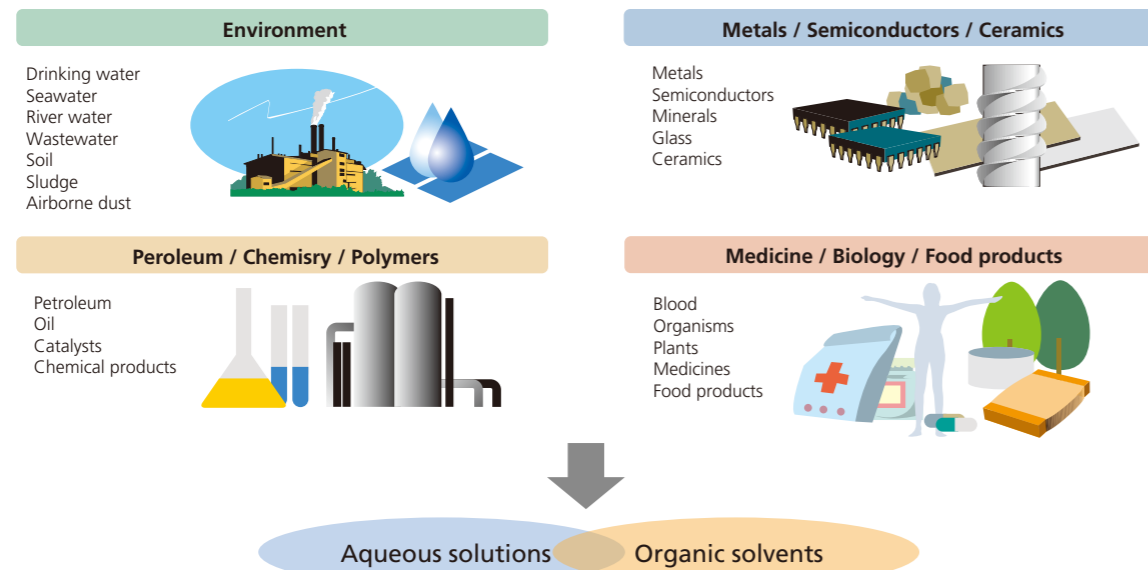 Environment
Drinking water
Seawater
River water
Wastewater
Soil
Sludge
Airborne dust
Metals / Semiconductors / Ceramics
Metals
Semiconductors
Minerals
Glass
Ceramics
Peroleum / Chemisry / Polymers
Petroleum
Oil
Catalysts
Chemical products
Medicine / Biology / Food products
Blood
Organisms
Plants
Medicines
Food products
Aqueous solutions
Organic solvents